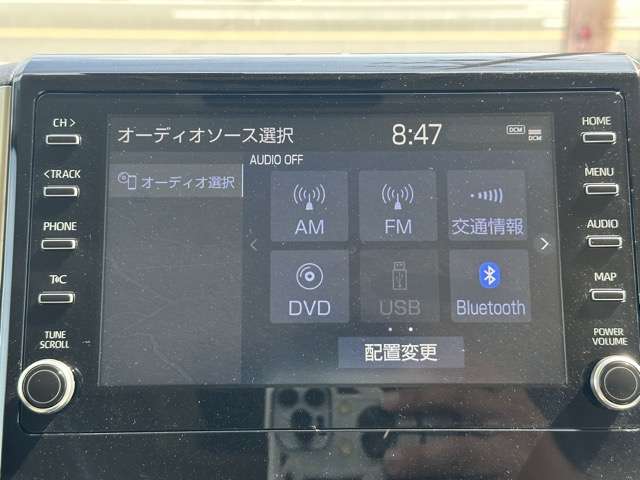 CH >
< TRACK
PHONE
T*C
TUNE
SCROLL
オーディオソース選択
8:47
DCM
DCM
AUDIO OFF
オーディオ選択
AM
FM
交通情報
DVD
USB
Bluetooth
配置変更
HOME
MENU
AUDIO
MAP
POWER
VOLUME